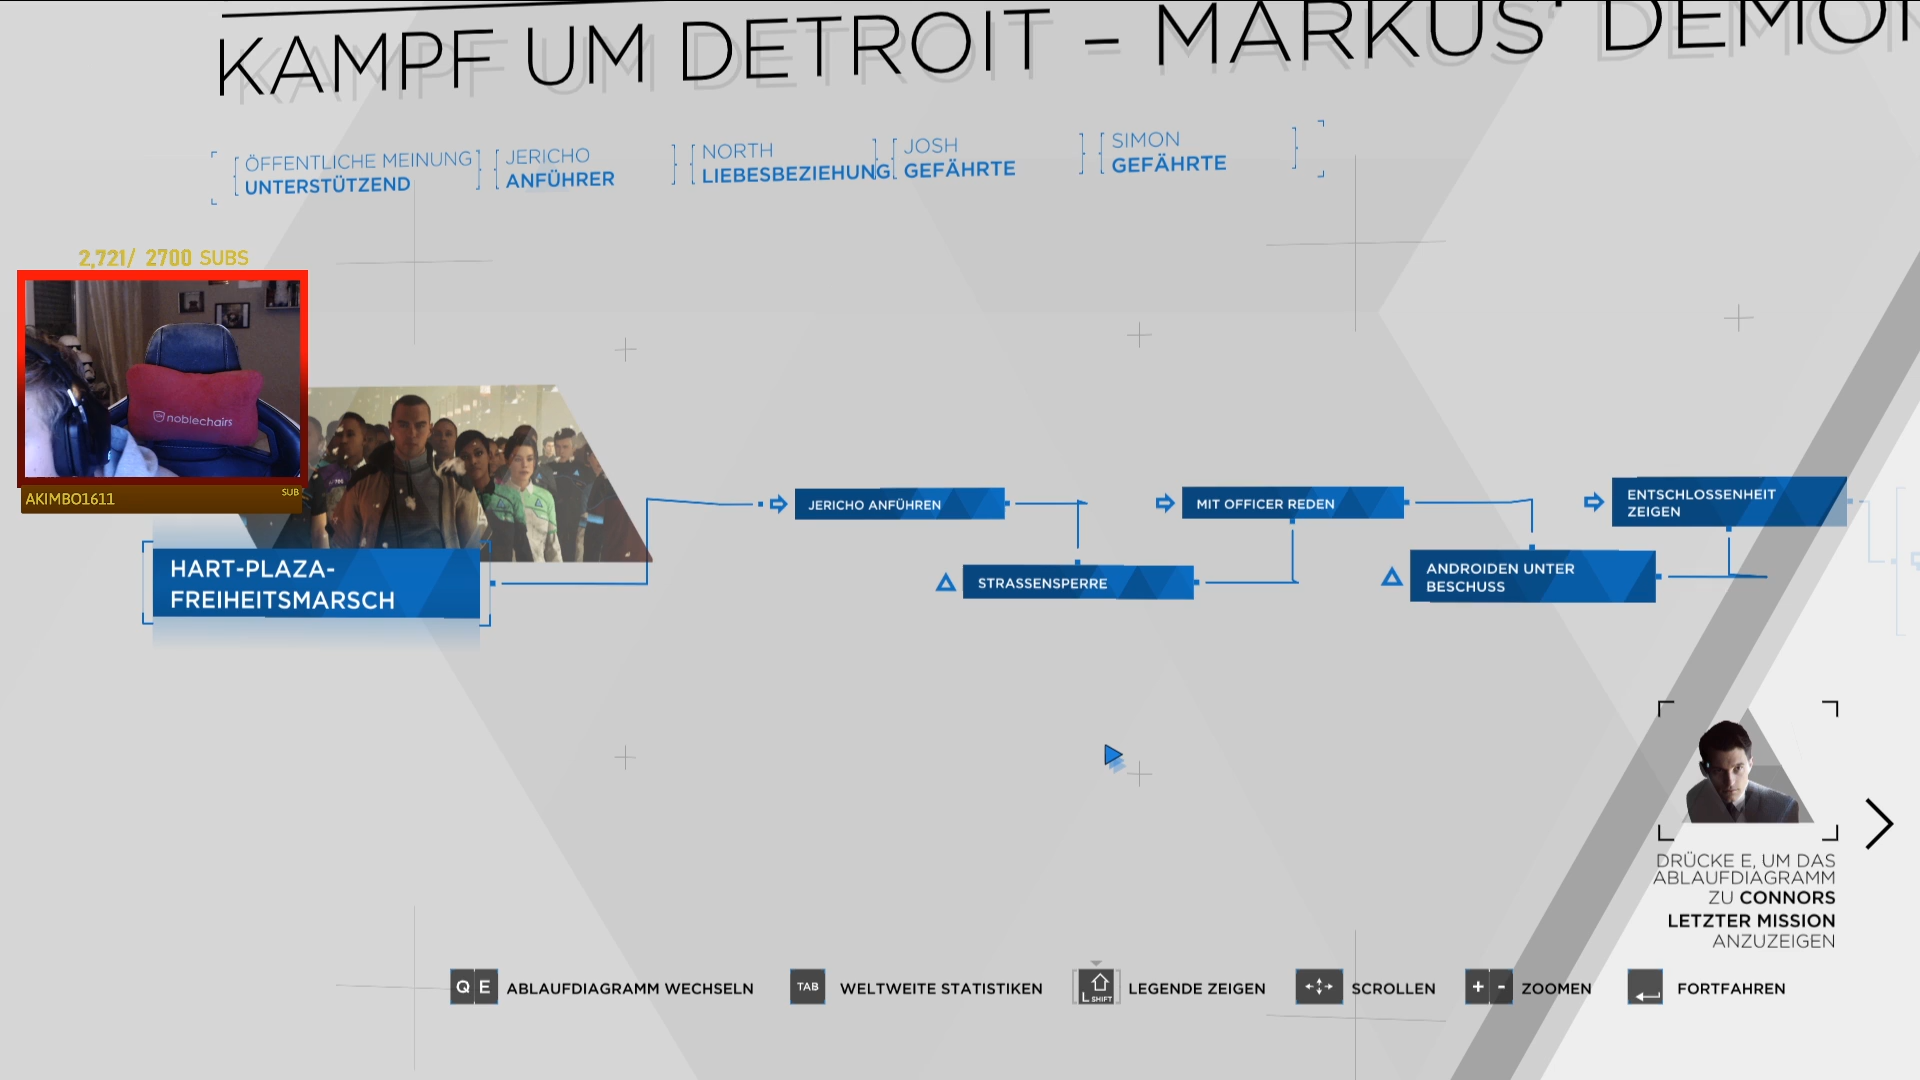 KAMPF UM DETROIT – MARKUS' DEMON
ÖFFENTLICHE MEINUNG
UNTERSTÜTZEND
JERICHO
ANFÜHRER
NORTH
LIEBESBEZIEHUNG
JOSH
GEFÄHRTE
SIMON
GEFÄHRTE
2,721/ 2700 SUBS
noblechairs
AKIMBO1611
SUB
HART-PLAZA-
FREIHEITSMARSCH
JERICHO ANFÜHREN
STRASSENSPERRE
MIT OFFICER REDEN
ANDROIDEN UNTER
BESCHUSS
ENTSCHLOSSENHEIT
ZEIGEN
DRÜCKE E, UM DAS
ABLAUFDIAGRAMM
ZU CONNORS
LETZTER MISSION
ANZUZEIGEN
Q E ABLAUFDIAGRAMM WECHSELN
TAB WELTWEITE STATISTIKEN
L SHIFT LEGENDE ZEIGEN
SCROLLEN
+ - ZOOMEN
FORTFAHREN